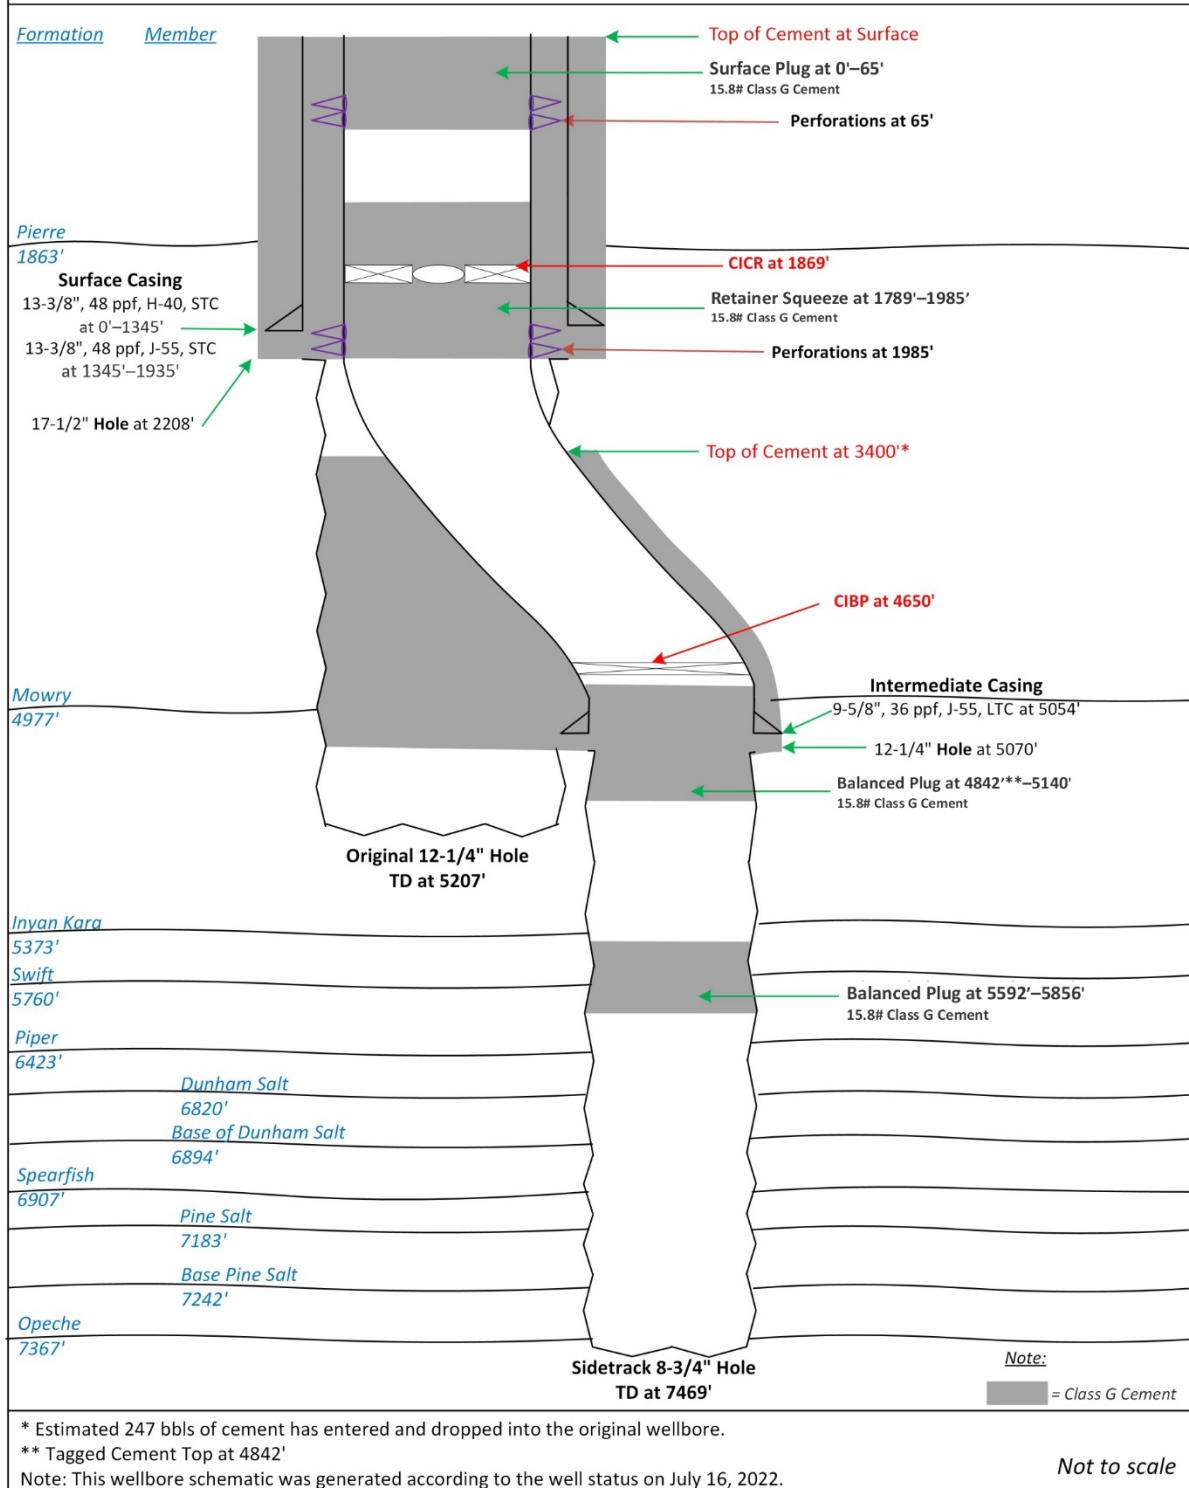 Formation Member
Top of Cement at Surface
Surface Plug at 0'–65'
15.8# Class G Cement
Perforations at 65'
Pierre
1863'
CICR at 1869'
Surface Casing
13-3/8", 48 ppf, H-40, STC
at 0'–1345'
13-3/8", 48 ppf, J-55, STC
at 1345'–1935'
Retainer Squeeze at 1789'–1985’
15.8# Class G Cement
Perforations at 1985'
17-1/2" Hole at 2208'
Top of Cement at 3400'*
CIBP at 4650'
Mowry
4977'
Intermediate Casing
9-5/8", 36 ppf, J-55, LTC at 5054'
12-1/4" Hole at 5070'
Balanced Plug at 4842’**–5140'
15.8# Class G Cement
Original 12-1/4" Hole
TD at 5207'
Inyan Kara
5373'
Swift
5760'
Balanced Plug at 5592’–5856'
15.8# Class G Cement
Piper
6423'
Dunham Salt
6820'
Base of Dunham Salt
6894'
Spearfish
6907'
Pine Salt
7183'
Base Pine Salt
7242'
Opeche
7367'
Sidetrack 8-3/4" Hole
TD at 7469'
Note:
= Class G Cement
* Estimated 247 bbls of cement has entered and dropped into the original wellbore.
** Tagged Cement Top at 4842'
Note: This wellbore schematic was generated according to the well status on July 16, 2022.
Not to scale